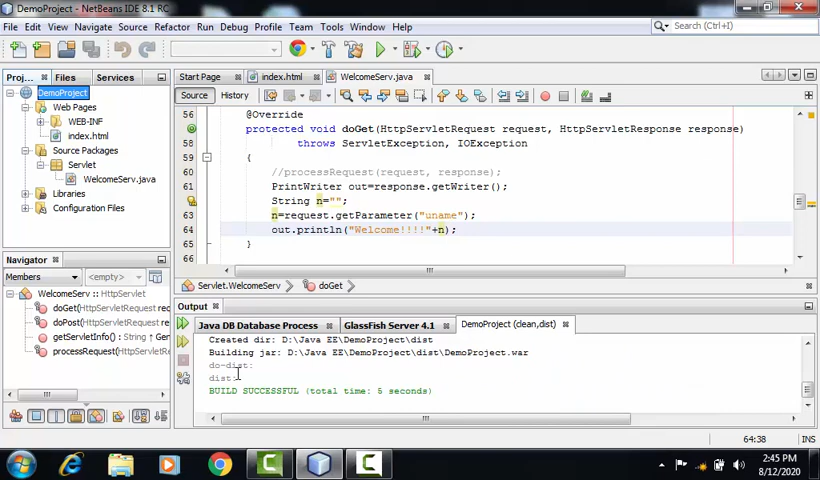 DemoProject - NetBeans IDE 8.1 RC
File Edit View Navigate Source Refactor Run Debug Profile Team Tools Window Help
Search (Ctrl+I)
Proj... Files Services
Start Page index.html WelcomeServ.java
Source History
DemoProject
Web Pages
WEB-INF
index.html
Source Packages
Servlet
WelcomeServ.java
Libraries
Configuration Files
56 @Override
protected void doGet(HttpServletRequest request, HttpServletResponse response)
58 throws ServletException, IOException
59 {
60 //processRequest(request, response);
61 PrintWriter out=response.getWriter();
String n="";
63 n=request.getParameter("uname");
64 out.println("Welcome!!!!"+n);
65 }
66
Servlet.WelcomeServ doGet
Navigator
Members <empty>
WelcomeServ :: HttpServlet
doGet(HttpServletRequest reque
doPost(HttpServletRequest requ
getServletInfo() : String ↑ Gener
processRequest(HttpServletRequ
Output
Java DB Database Process GlassFish Server 4.1 DemoProject (clean,dist)
Created dir: D:\Java EE\DemoProject\dist
Building jar: D:\Java EE\DemoProject\dist\DemoProject.war
do-dist:
dist:
BUILD SUCCESSFUL (total time: 5 seconds)
64:38 INS
2:45 PM
8/12/2020